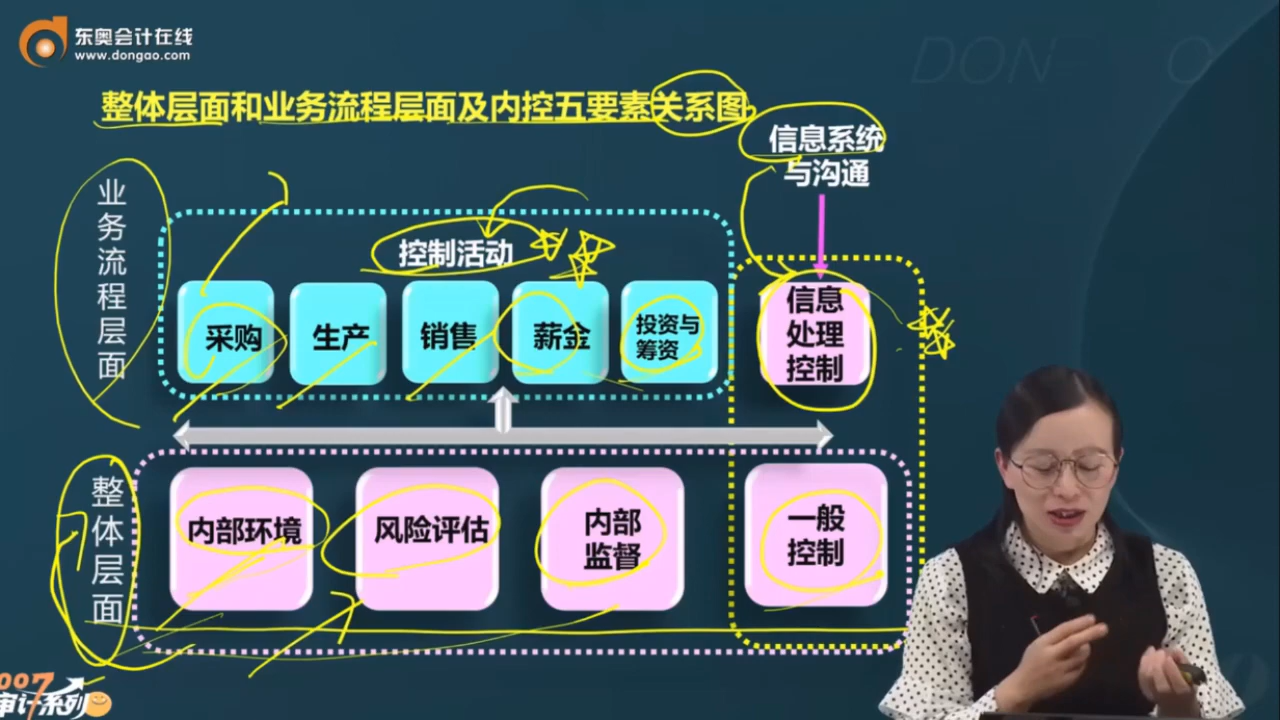 东奥会计在线
www.dongao.com
整体层面和业务流程层面及内控五要素关系图
信息系统
与沟通
业务流程层面
控制活动
采购
生产
销售
薪金
投资与
筹资
信息
处理
控制
整体层面
内部环境
风险评估
内部
监督
一般
控制
审计系列